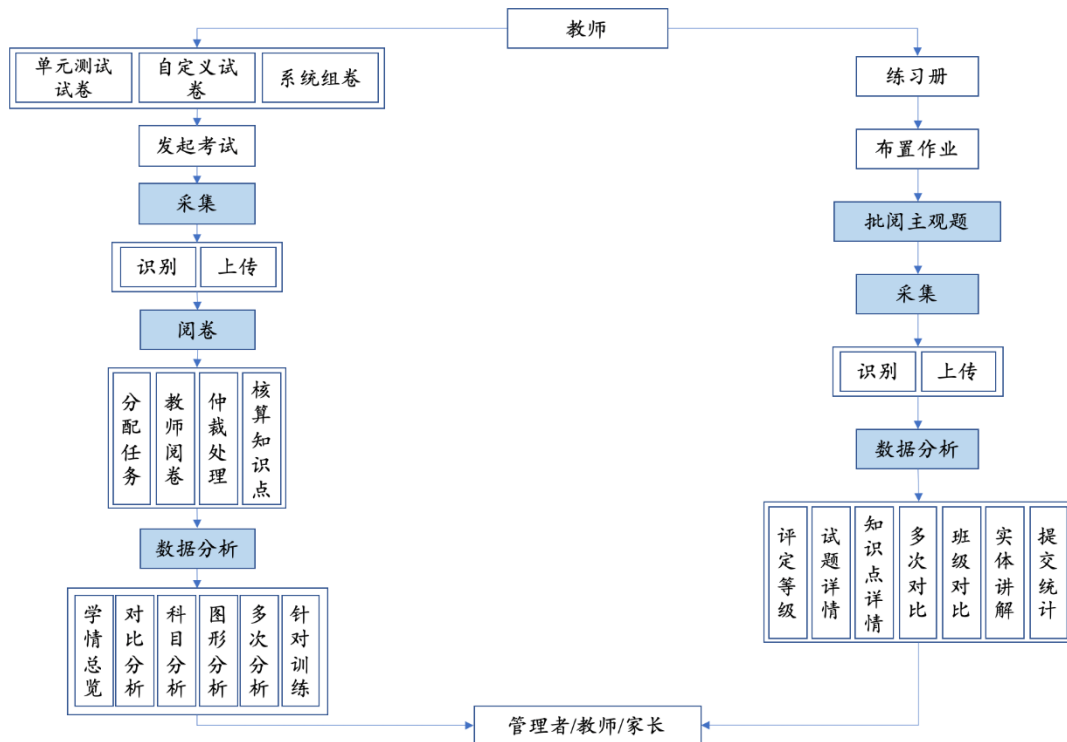 教师
单元测试
试卷
自定义试
卷
系统组卷
发起考试
采集
识别
上传
阅卷
分配任务
教师阅卷
仲裁处理
核算知识点
数据分析
学情总览
对比分析
科目分析
图形分析
多次分析
针对训练
练习册
布置作业
批阅主观题
采集
识别
上传
数据分析
评定等级
试题详情
知识点详情
多次对比
班级对比
实体讲解
提交统计
管理者/教师/家长